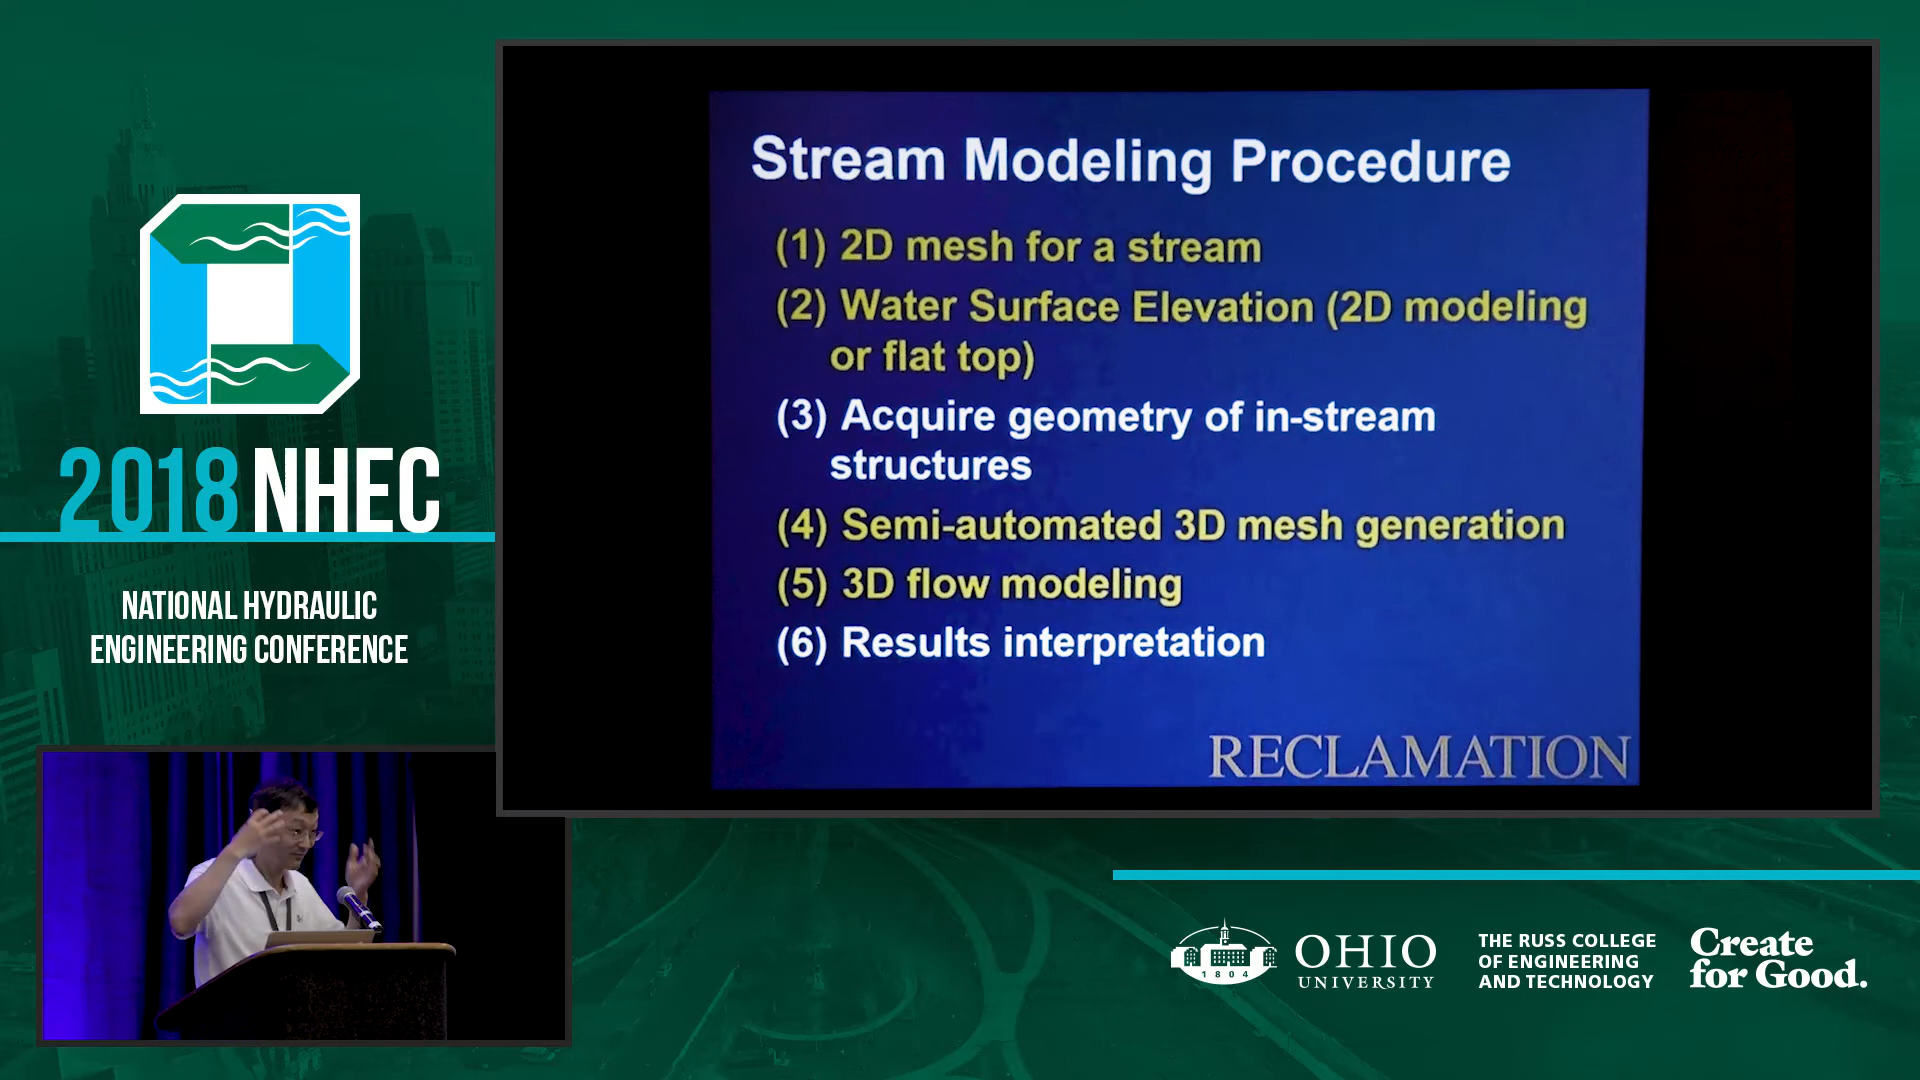 2018 NHEC
NATIONAL HYDRAULIC
ENGINEERING CONFERENCE
Stream Modeling Procedure
(1) 2D mesh for a stream
(2) Water Surface Elevation (2D modeling
or flat top)
(3) Acquire geometry of in-stream
structures
(4) Semi-automated 3D mesh generation
(5) 3D flow modeling
(6) Results interpretation
RECLAMATION
1804
OHIO
UNIVERSITY
THE RUSS COLLEGE
OF ENGINEERING
AND TECHNOLOGY
Create
for Good.